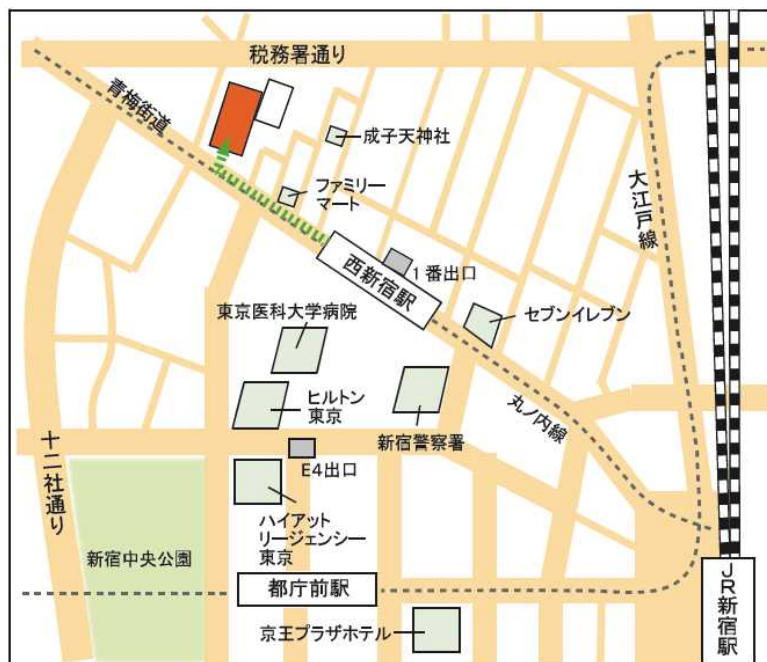 税務署通り
青梅街道
成子天神社
ファミリー
マート
大江戸線
西新宿駅
1番出口
セブンイレブン
東京医科大学病院
ヒルトン
東京
新宿警察署
丸ノ内線
十二社通り
E4出口
ハイアット
リージェンシー
東京
新宿中央公園
都庁前駅
JR新宿駅
京王プラザホテル